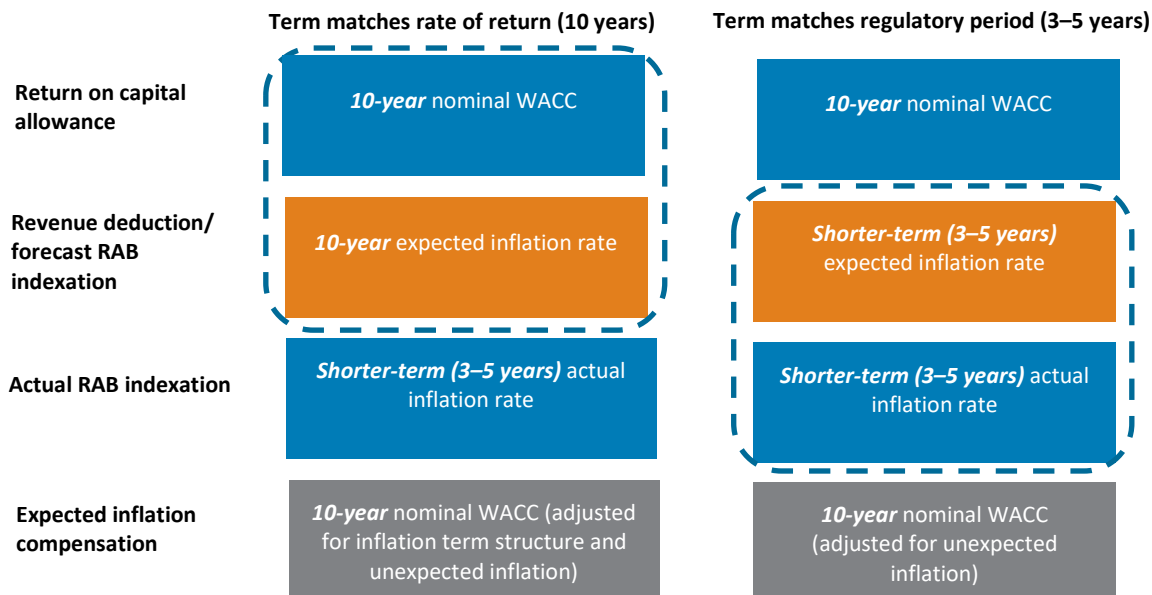 Term matches rate of return (10 years)
Term matches regulatory period (3–5 years)
Return on capital
allowance
10-year nominal WACC
10-year nominal WACC
Revenue deduction/
forecast RAB
indexation
10-year expected inflation rate
Shorter-term (3–5 years)
expected inflation rate
Actual RAB indexation
Shorter-term (3–5 years) actual
inflation rate
Shorter-term (3–5 years) actual
inflation rate
Expected inflation
compensation
10-year nominal WACC (adjusted
for inflation term structure and
unexpected inflation)
10-year nominal WACC
(adjusted for unexpected
inflation)